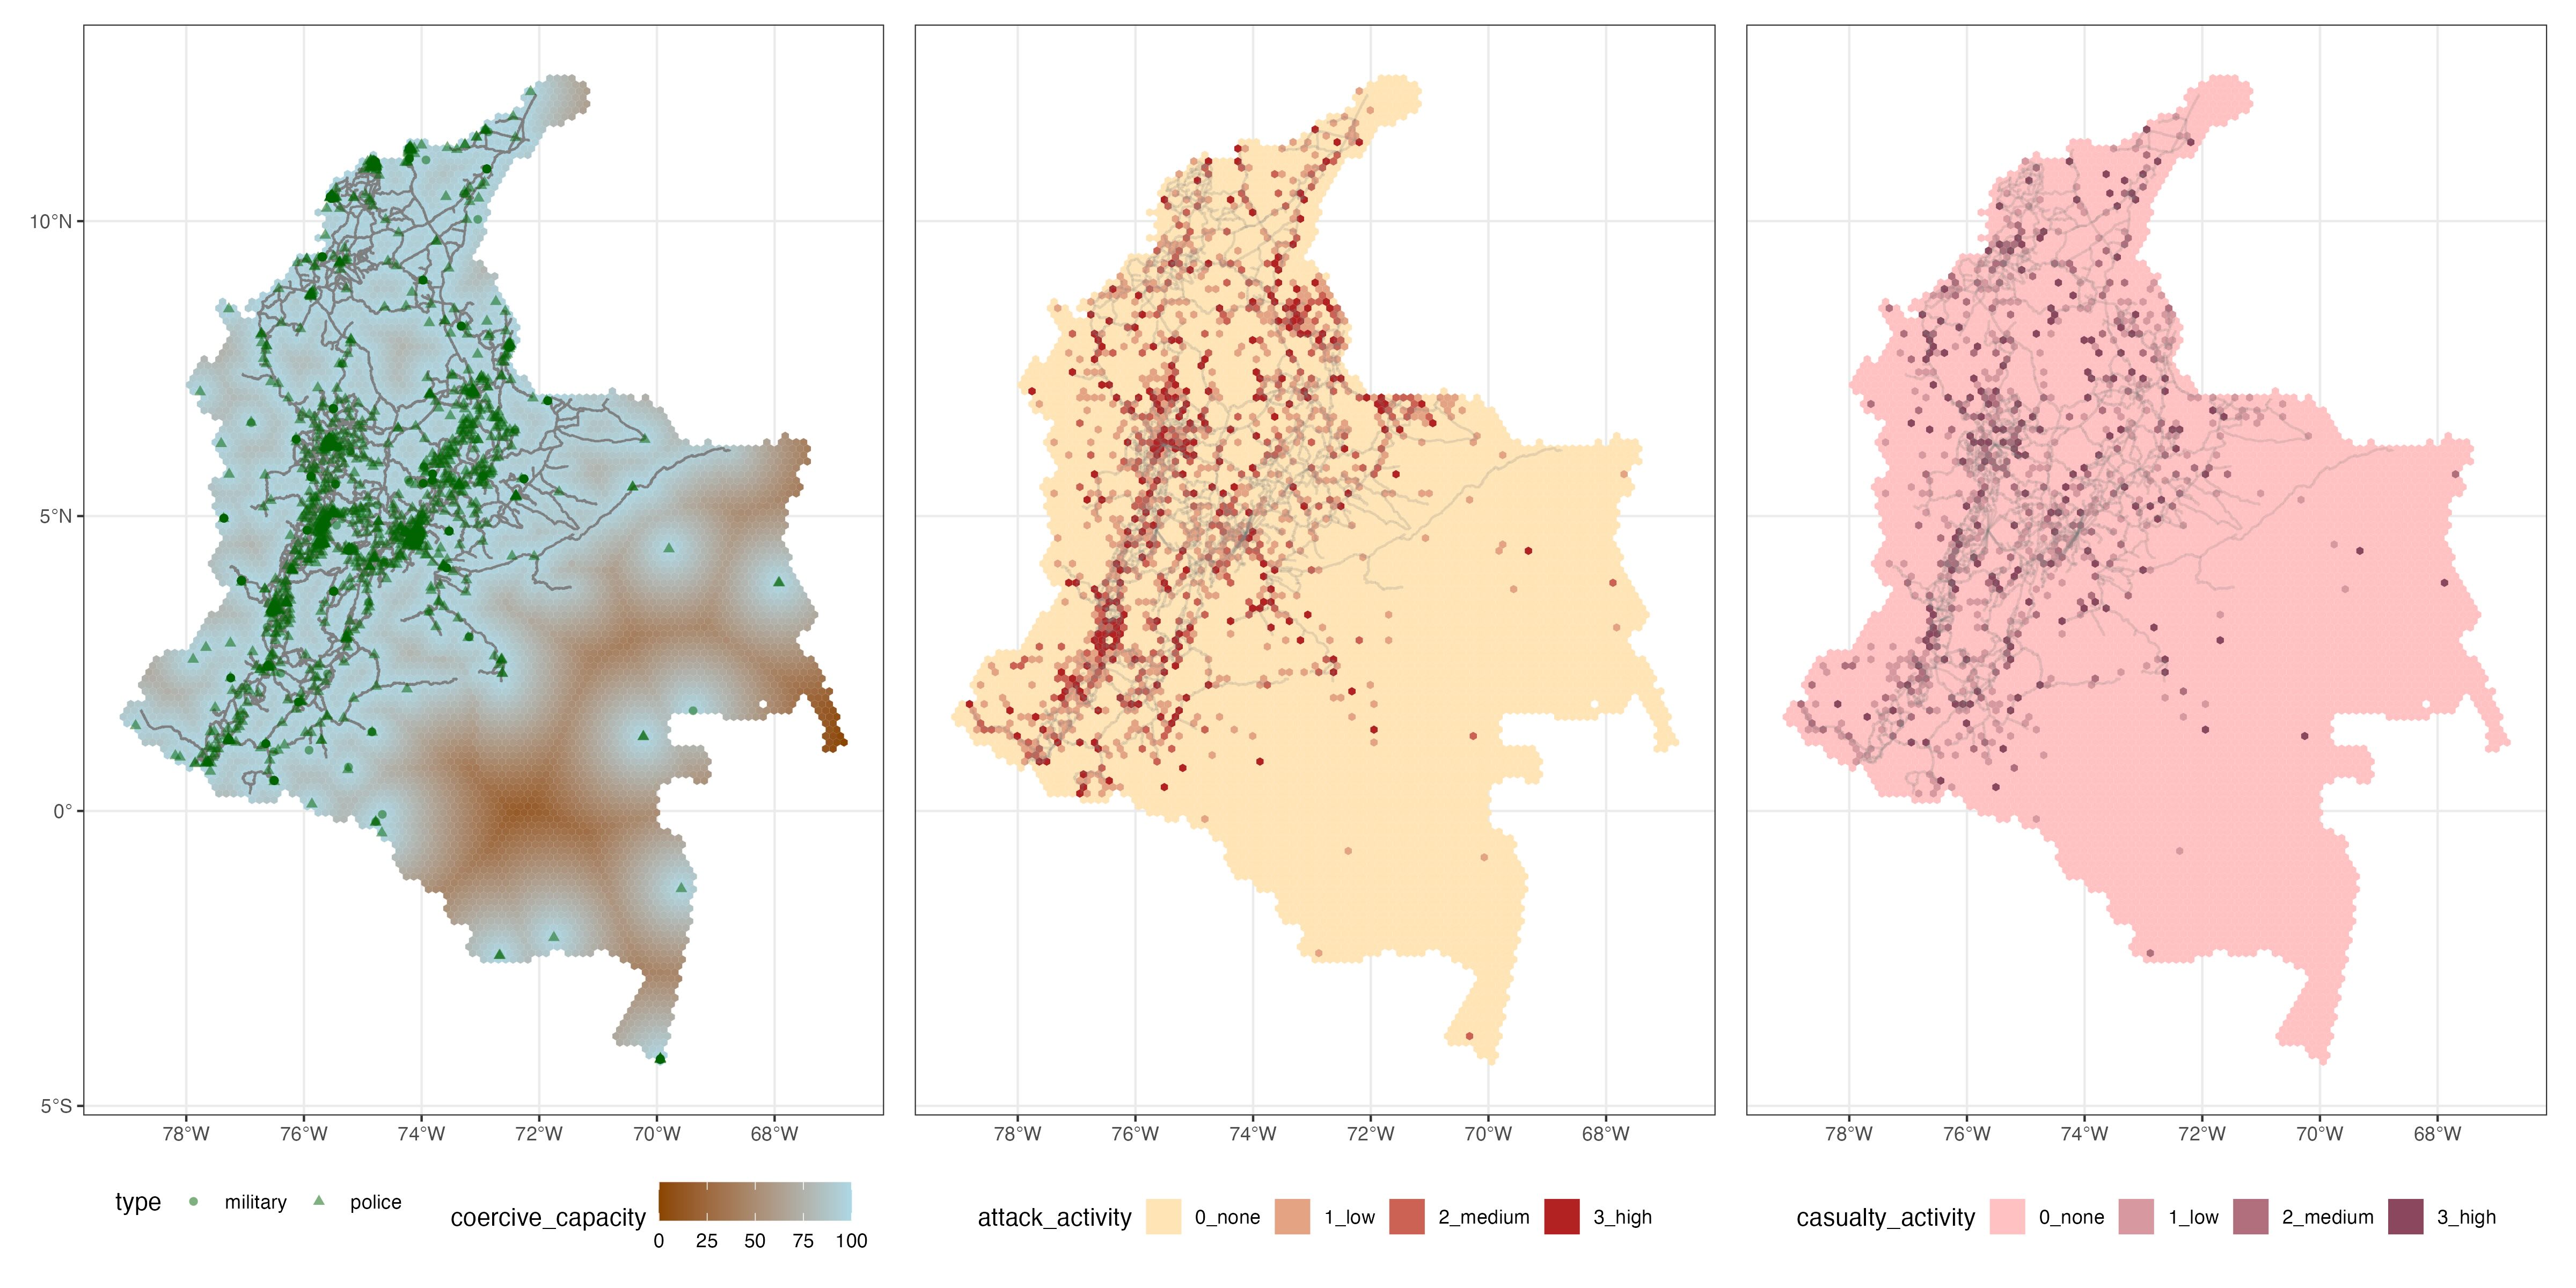 10°N
5°N
0°
5°S
78°W 76°W 74°W 72°W 70°W 68°W
78°W 76°W 74°W 72°W 70°W 68°W
78°W 76°W 74°W 72°W 70°W 68°W
type military police
coercive_capacity
0 25 50 75 100
attack_activity 0_none 1_low 2_medium 3_high
casualty_activity 0_none 1_low 2_medium 3_high